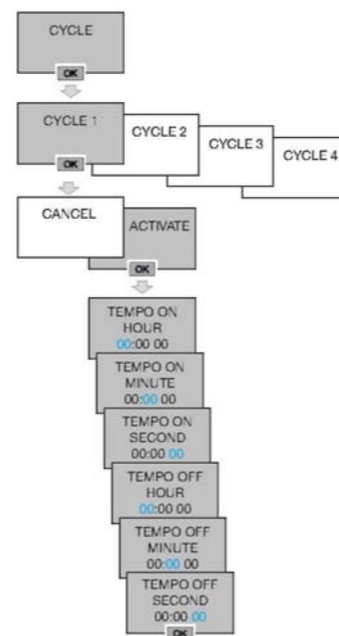 CYCLE
OK
CYCLE 1
CYCLE 2
CYCLE 3
CYCLE 4
OK
CANCEL
ACTIVATE
OK
TEMPO ON
HOUR
00:00 00
TEMPO ON
MINUTE
00:00 00
TEMPO ON
SECOND
00:00 00
TEMPO OFF
HOUR
00:00 00
TEMPO OFF
MINUTE
00:00 00
TEMPO OFF
SECOND
00:00 00
OK